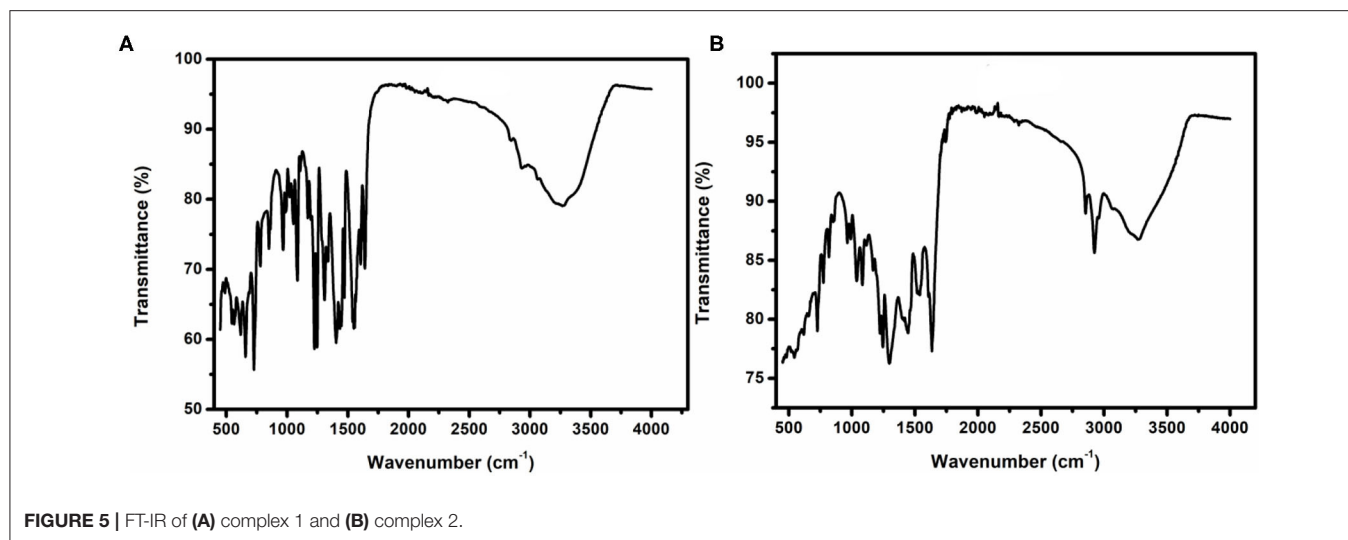 A
B
100
90
80
70
60
50
Transmittance (%)
500 1000 1500 2000 2500 3000 3500 4000
Wavenumber (cm-1)
100
95
90
85
80
75
Transmittance (%)
500 1000 1500 2000 2500 3000 3500 4000
Wavenumber (cm-1)
FIGURE 5 | FT-IR of (A) complex 1 and (B) complex 2.